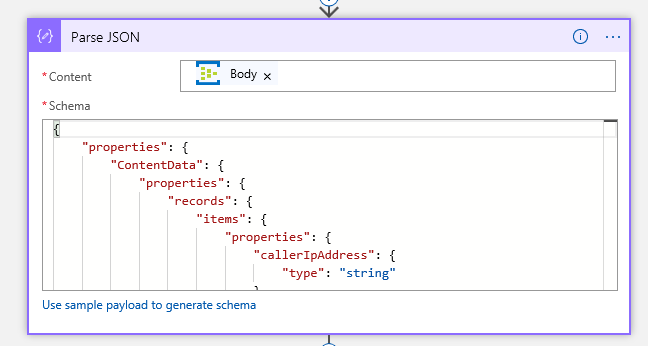 Parse JSON
* Content
Body ×
* Schema
{
"properties": {
"ContentData": {
"properties": {
"records": {
"items": {
"properties": {
"callerIpAddress": {
"type": "string"
Use sample payload to generate schema